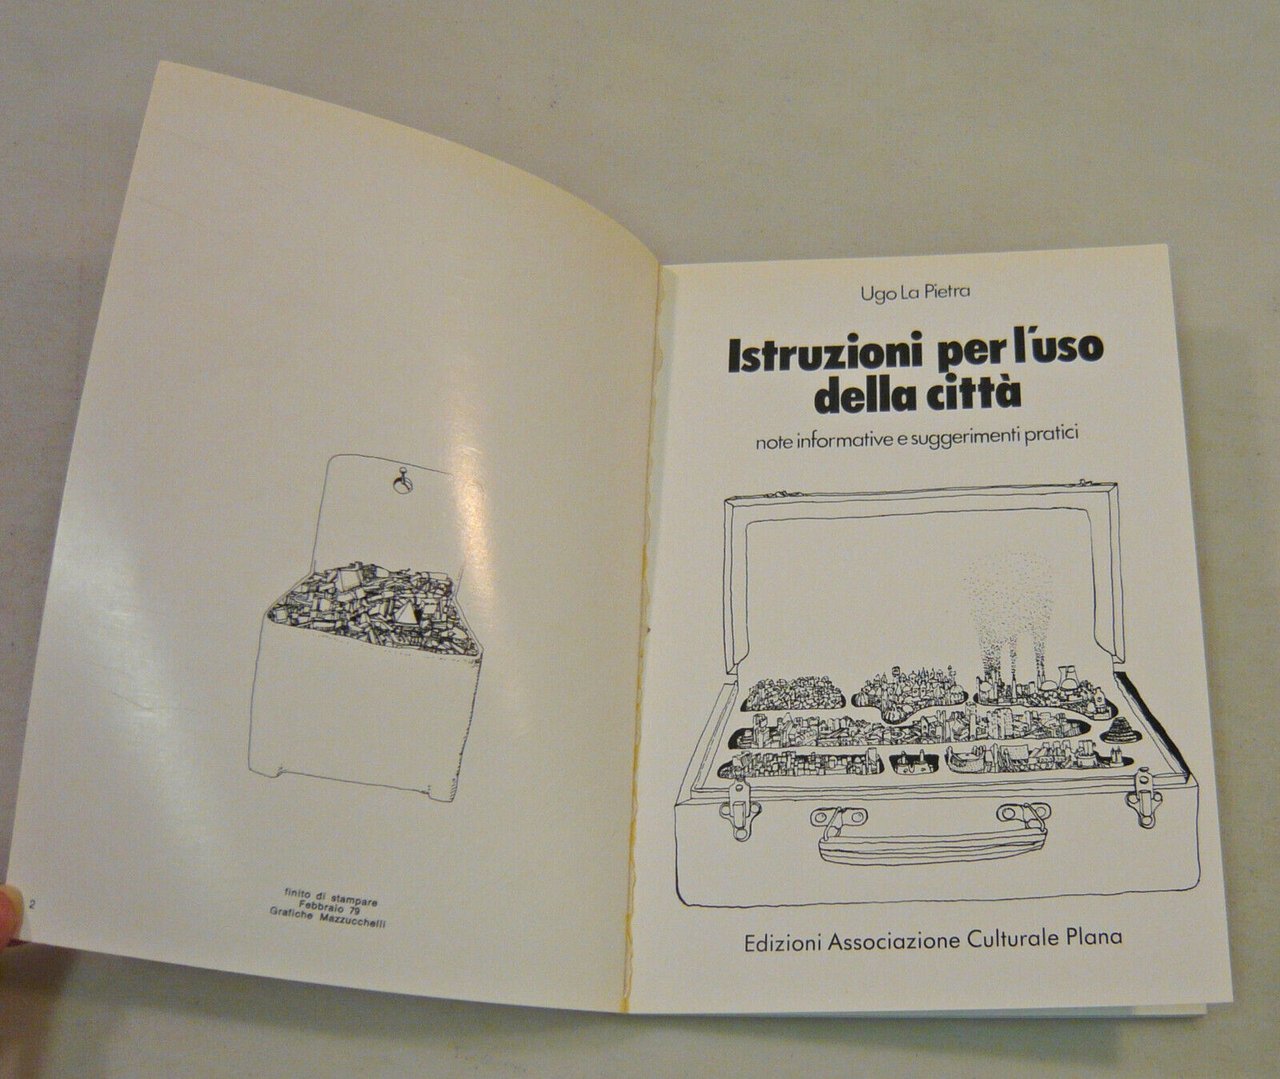 finito di stampare
Febbraio 79
Grafiche Mazzucchelli
2
Ugo La Pietra
Istruzioni per l'uso
della città
note informative e suggerimenti pratici
Edizioni Associazione Culturale Plana